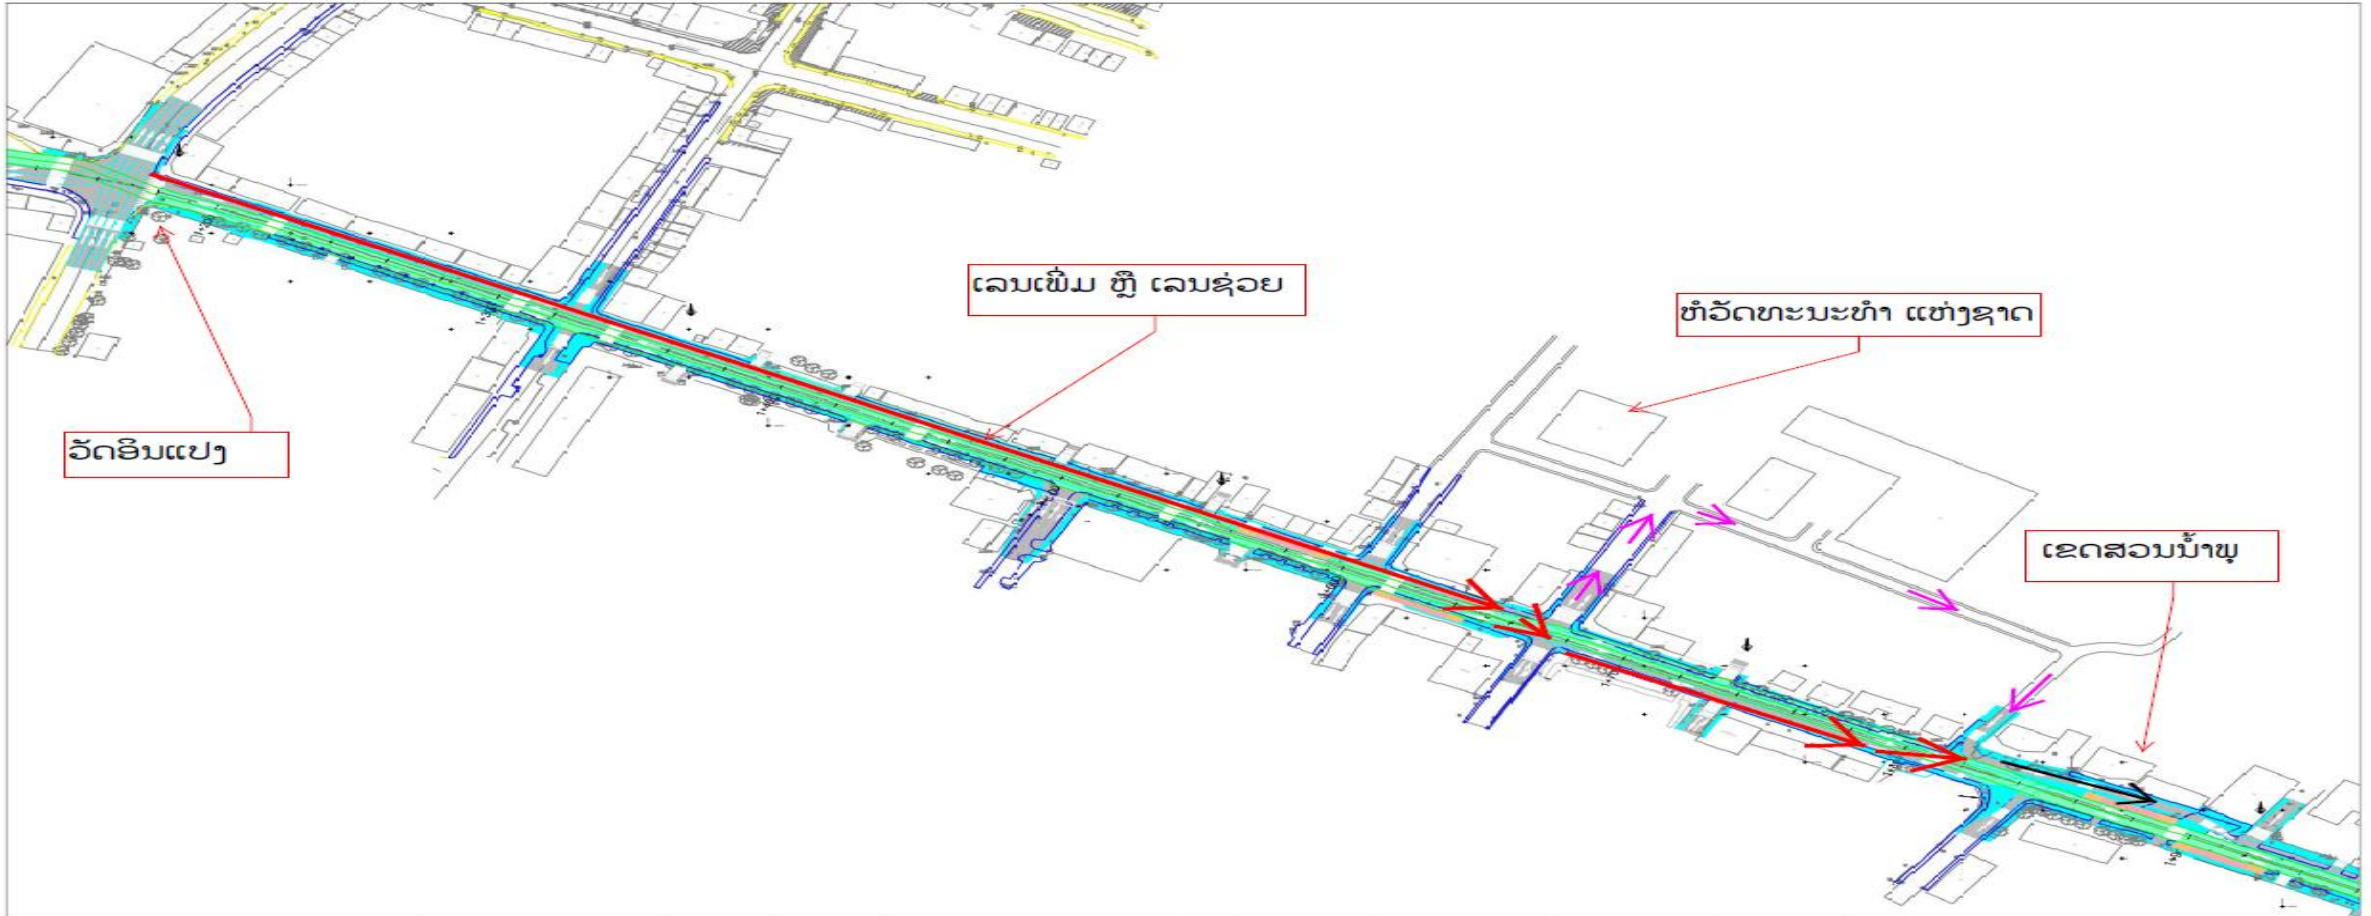 ເລນເພີ່ມ ຫຼື ເລນຊ່ວຍ
ຫໍວັດທະນະທຳ ແຫ່ງຊາດ
ວັດອິນແປງ
ເຂດສວນນ້ຳພຸ